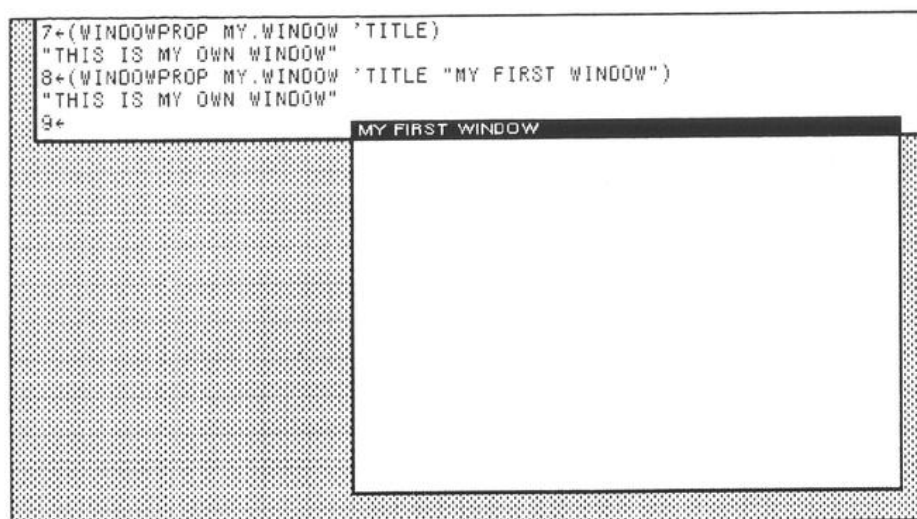 7←(WINDOWPROP MY.WINDOW 'TITLE)
"THIS IS MY OWN WINDOW"
8←(WINDOWPROP MY.WINDOW 'TITLE "MY FIRST WINDOW")
"THIS IS MY OWN WINDOW"
9←
MY FIRST WINDOW